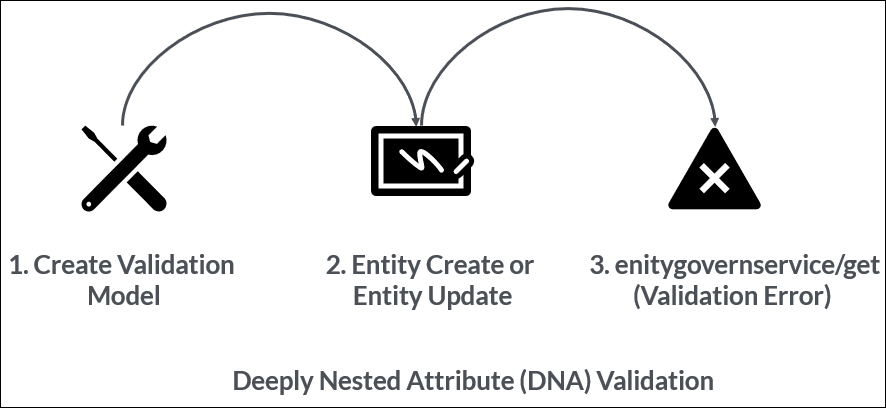 1. Create Validation
Model
2. Entity Create or
Entity Update
3. enitygovernservice/get
(Validation Error)
Deeply Nested Attribute (DNA) Validation